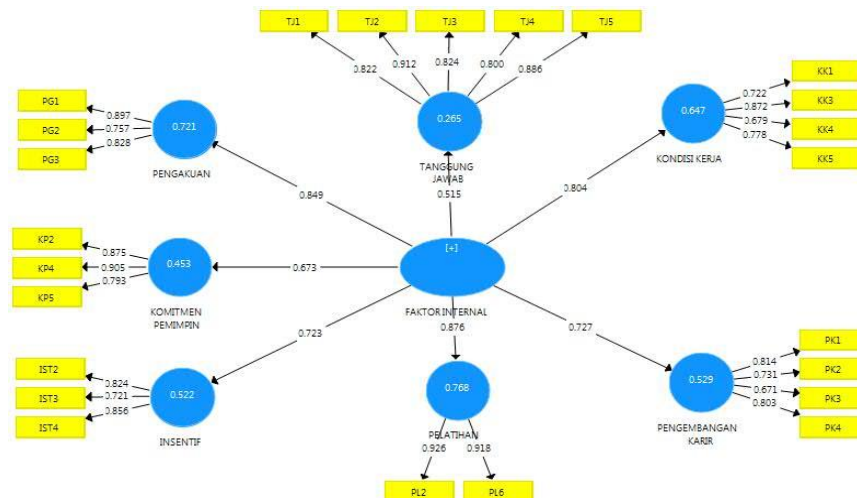 TJ1
TJ2
TJ3
TJ4
TJ5
0.822
0.912
0.824
0.800
0.886
0.265
TANGGUNG
JAWAB
0.515
PG1
PG2
PG3
0.897
0.757
0.828
0.721
PENGAKUAN
0.849
KK1
KK3
KK4
KK5
0.722
0.872
0.679
0.778
0.647
KONDISI KERJA
0.804
KP2
KP4
KP5
0.875
0.905
0.793
0.453
KOMITMEN
PEMIMPIN
0.673
[+]
FAKTOR INTERNAL
IST2
IST3
IST4
0.824
0.721
0.856
0.522
INSENTIF
0.723
0.876
0.768
PELATIHAN
0.926
0.918
PL2
PL6
0.727
0.529
PENGEMBANGAN
KARIR
0.814
0.731
0.671
0.803
PK1
PK2
PK3
PK4